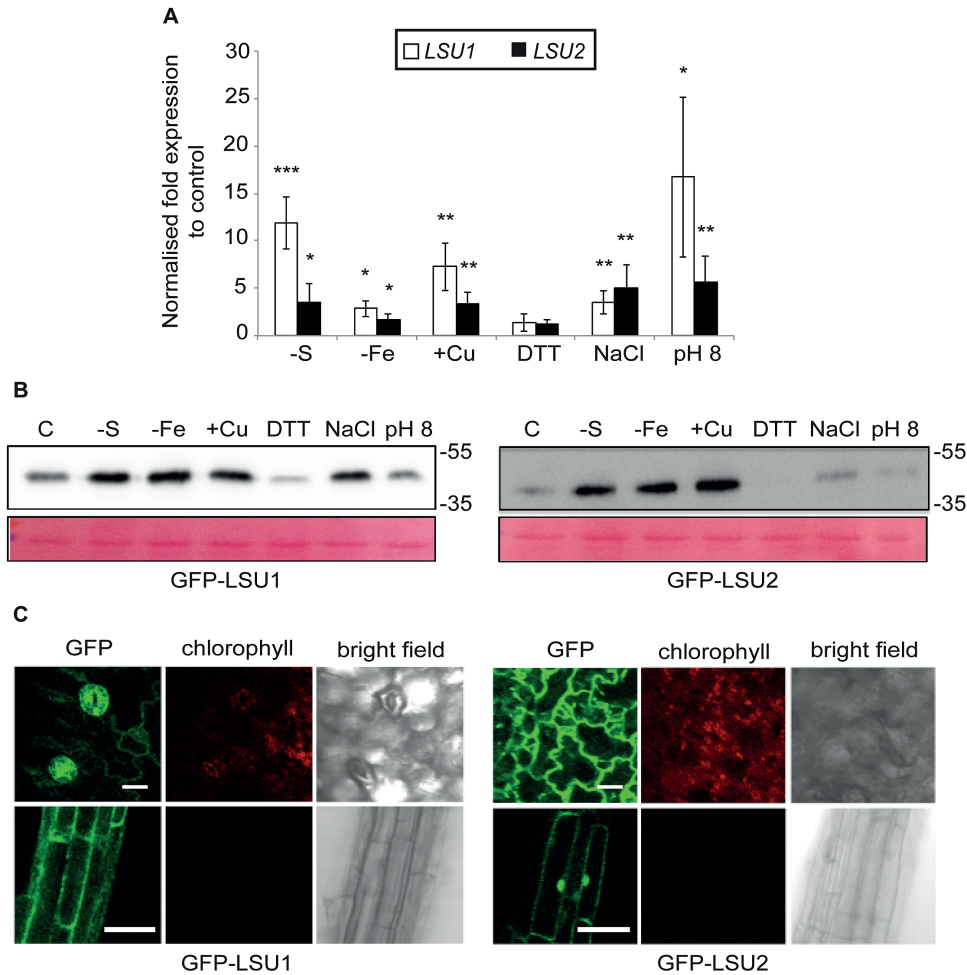 A
LSU1 LSU2
Normalised fold expression
to control
30
25
20
15
10
5
0
*** * * * ** ** ** ** * **
-S -Fe +Cu DTT NaCl pH 8
B
C -S -Fe +Cu DTT NaCl pH 8
-55
-35
GFP-LSU1
C -S -Fe +Cu DTT NaCl pH 8
-55
-35
GFP-LSU2
C
GFP chlorophyll bright field
GFP-LSU1
GFP chlorophyll bright field
GFP-LSU2